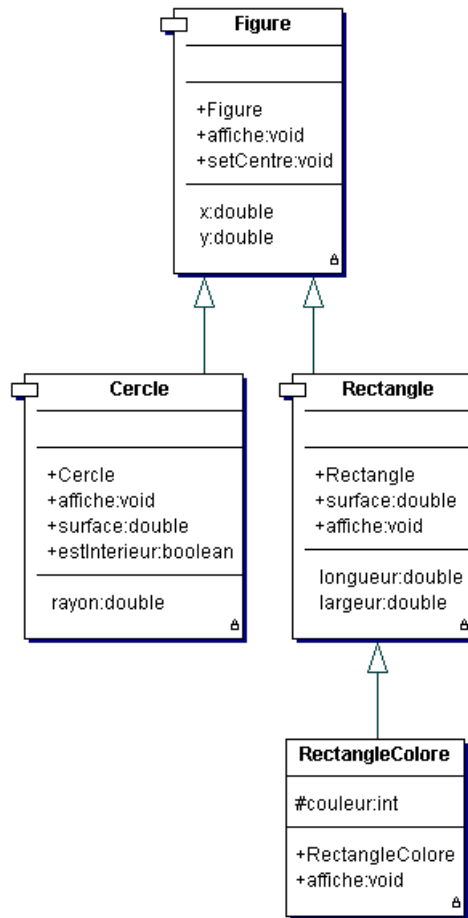 Figure
+Figure
+affiche:void
+setCentre:void
x:double
y:double
Cercle
+Cercle
+affiche:void
+surface:double
+estInterieur:boolean
rayon:double
Rectangle
+Rectangle
+surface:double
+affiche:void
longueur:double
largeur:double
RectangleColore
#couleur:int
+RectangleColore
+affiche:void